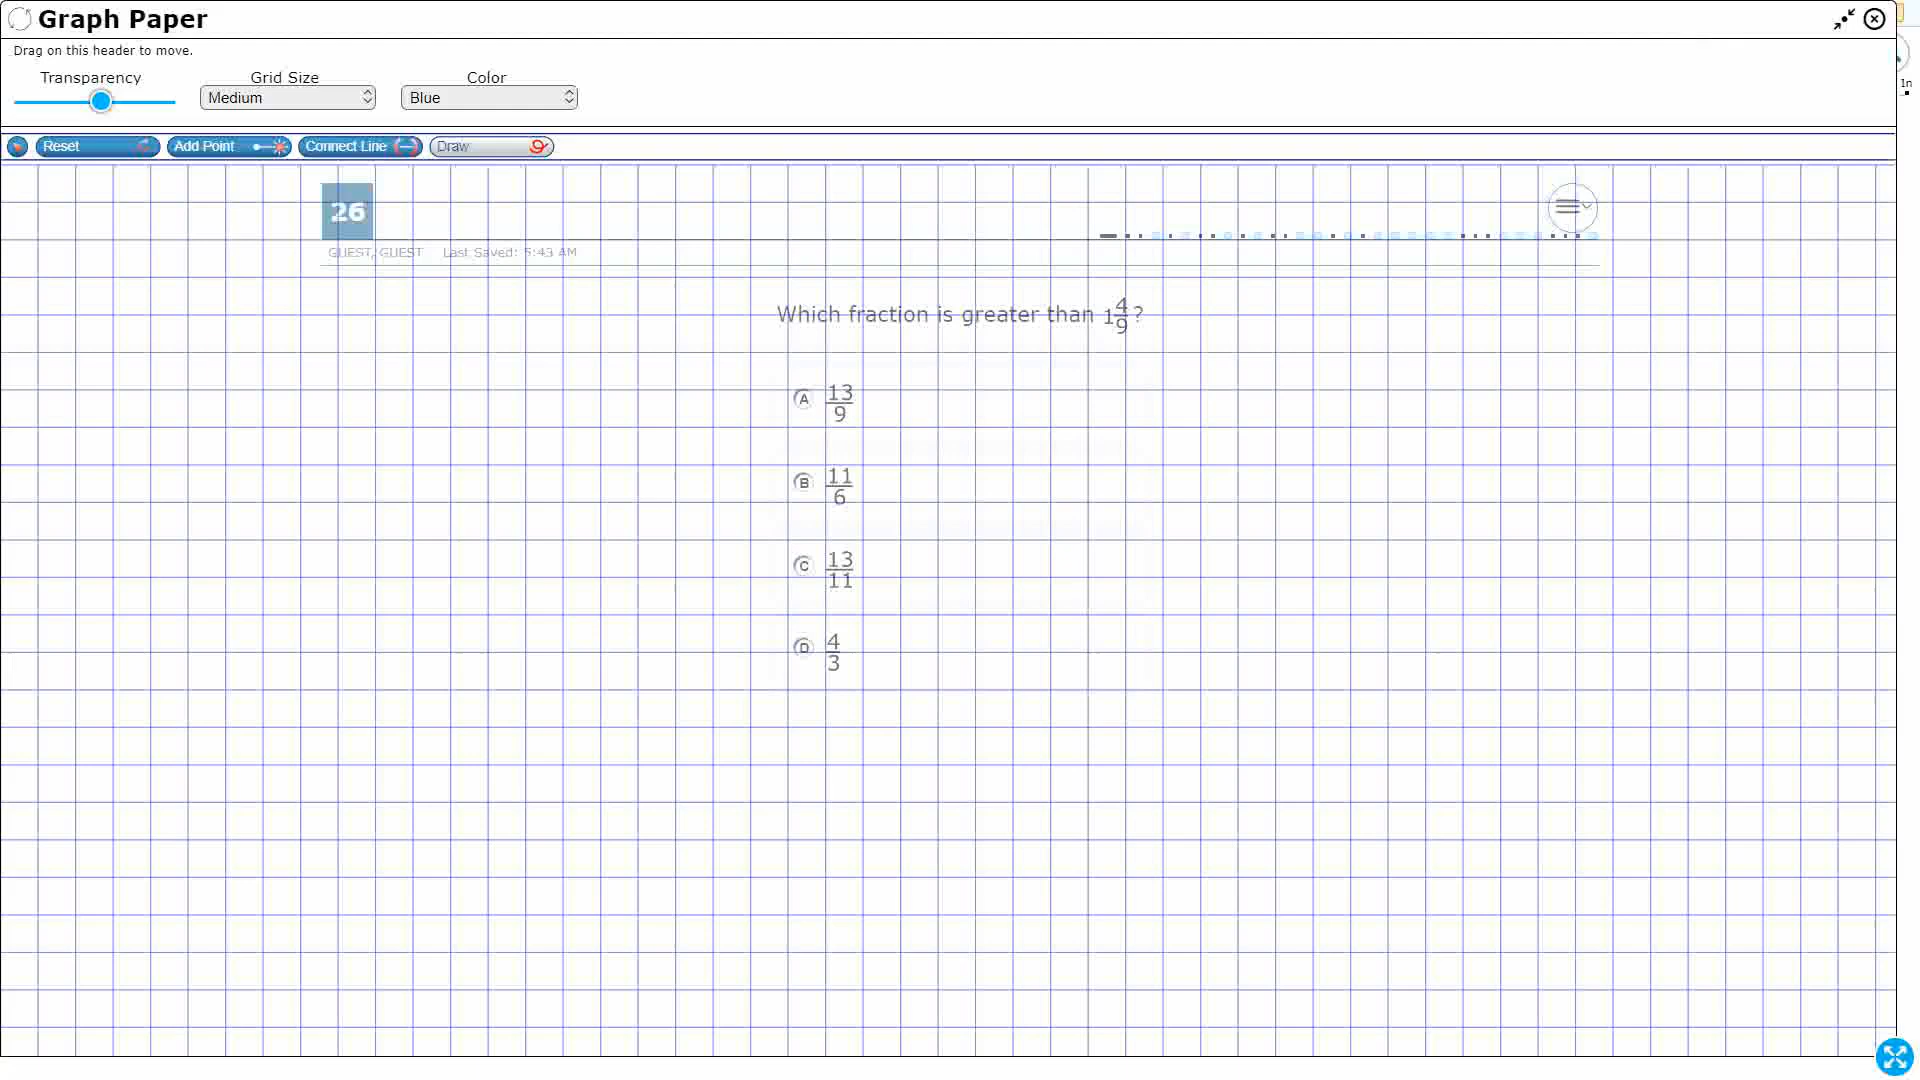 Graph Paper
Drag on this header to move.
Transparency Grid Size Color
Medium Blue
Reset Add Point Connect Line Draw
26
GUEST, GUEST Last Saved: 5:43 AM
Which fraction is greater than 1 4/9?
A 13/9
B 11/6
C 13/11
D 4/3